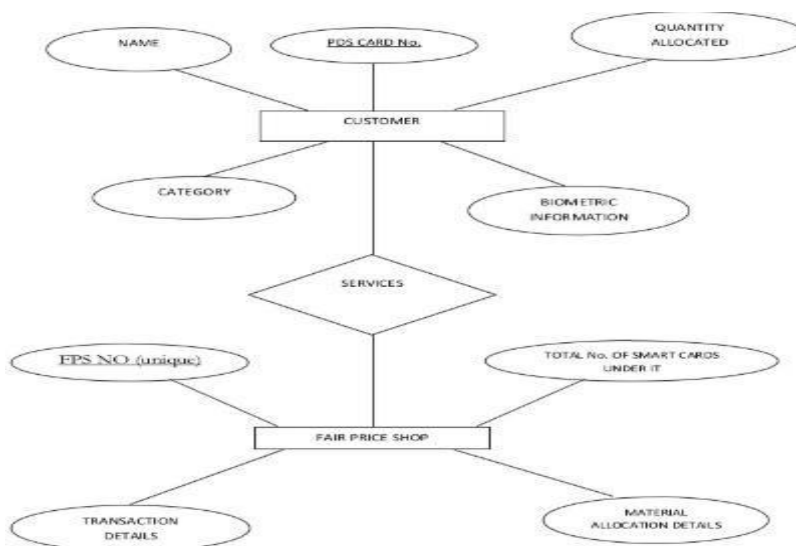 NAME
PDS CARD No.
QUANTITY
ALLOCATED
CUSTOMER
CATEGORY
BIOMETRIC
INFORMATION
SERVICES
FPS NO (unique)
TOTAL No. OF SMART CARDS
UNDER IT
FAIR PRICE SHOP
TRANSACTION
DETAILS
MATERIAL
ALLOCATION DETAILS